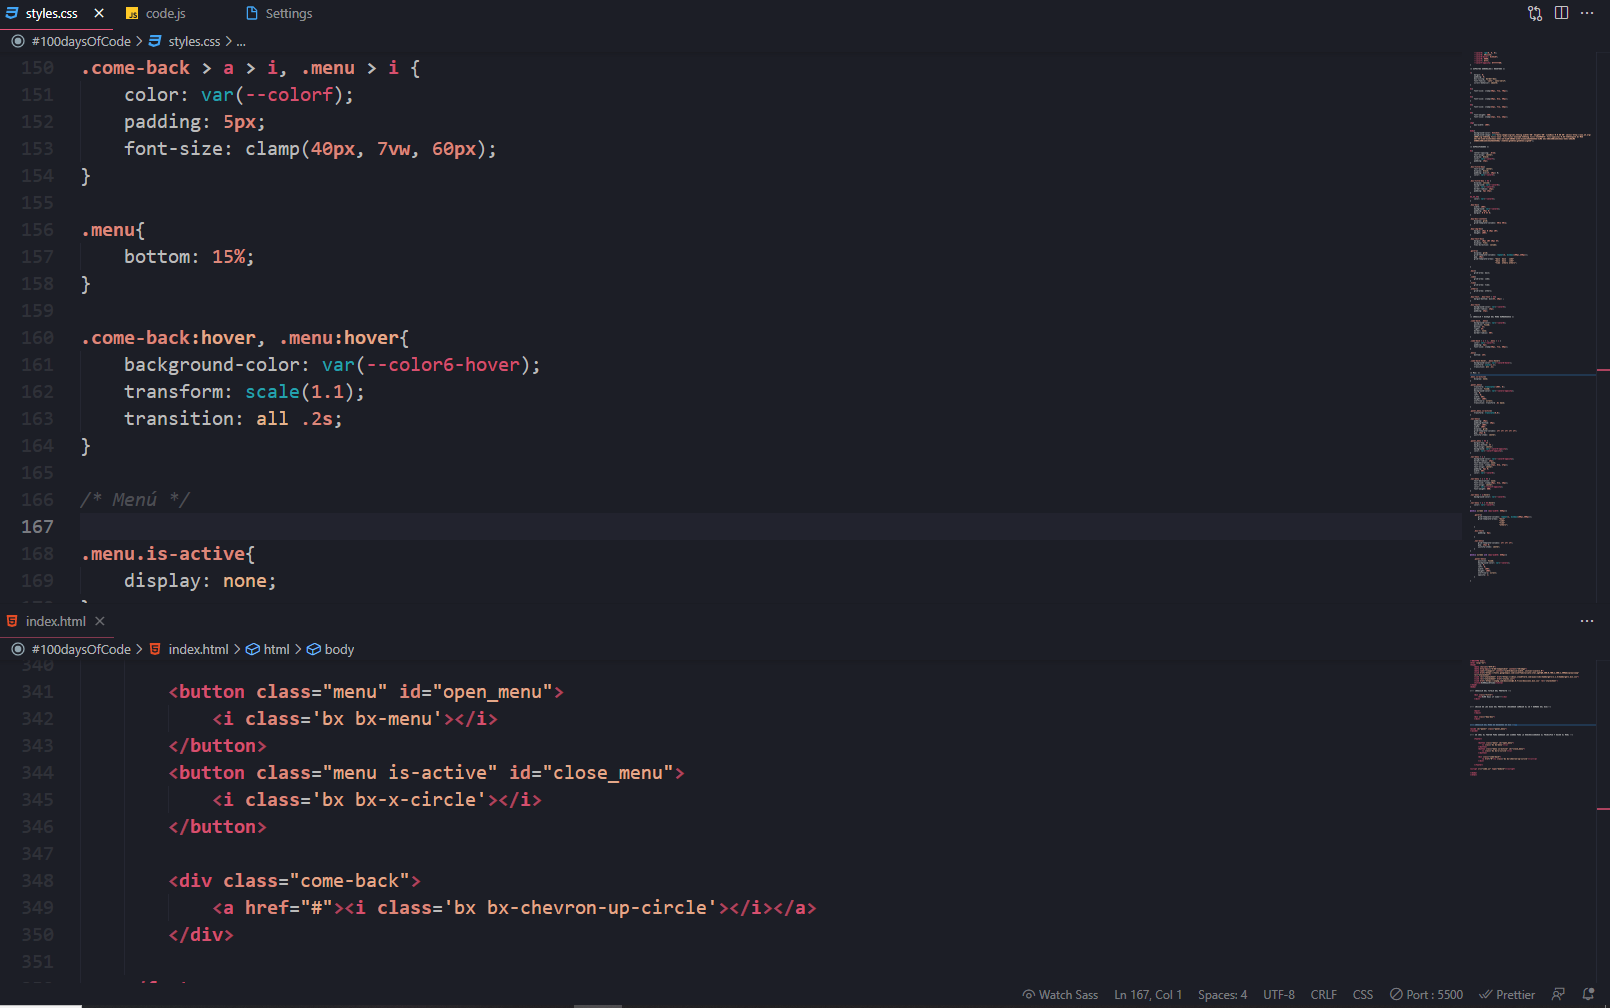 styles.css
code.js
Settings
#100daysOfCode > styles.css > ...
150 .come-back > a > i, .menu > i {
151 color: var(--colorf);
152 padding: 5px;
153 font-size: clamp(40px, 7vw, 60px);
154 }
155
156 .menu{
157 bottom: 15%;
158 }
159
160 .come-back:hover, .menu:hover{
161 background-color: var(--color6-hover);
162 transform: scale(1.1);
163 transition: all .2s;
164 }
165
166 /* Menú */
167
168 .menu.is-active{
169 display: none;
index.html
#100daysOfCode > index.html > html > body
340
341 <button class="menu" id="open_menu">
342 <i class='bx bx-menu'></i>
343 </button>
344 <button class="menu is-active" id="close_menu">
345 <i class='bx bx-x-circle'></i>
346 </button>
347
348 <div class="come-back">
349 <a href="#"><i class='bx bx-chevron-up-circle'></i></a>
350 </div>
351
Watch Sass Ln 167, Col 1 Spaces: 4 UTF-8 CRLF CSS Port : 5500 Prettier